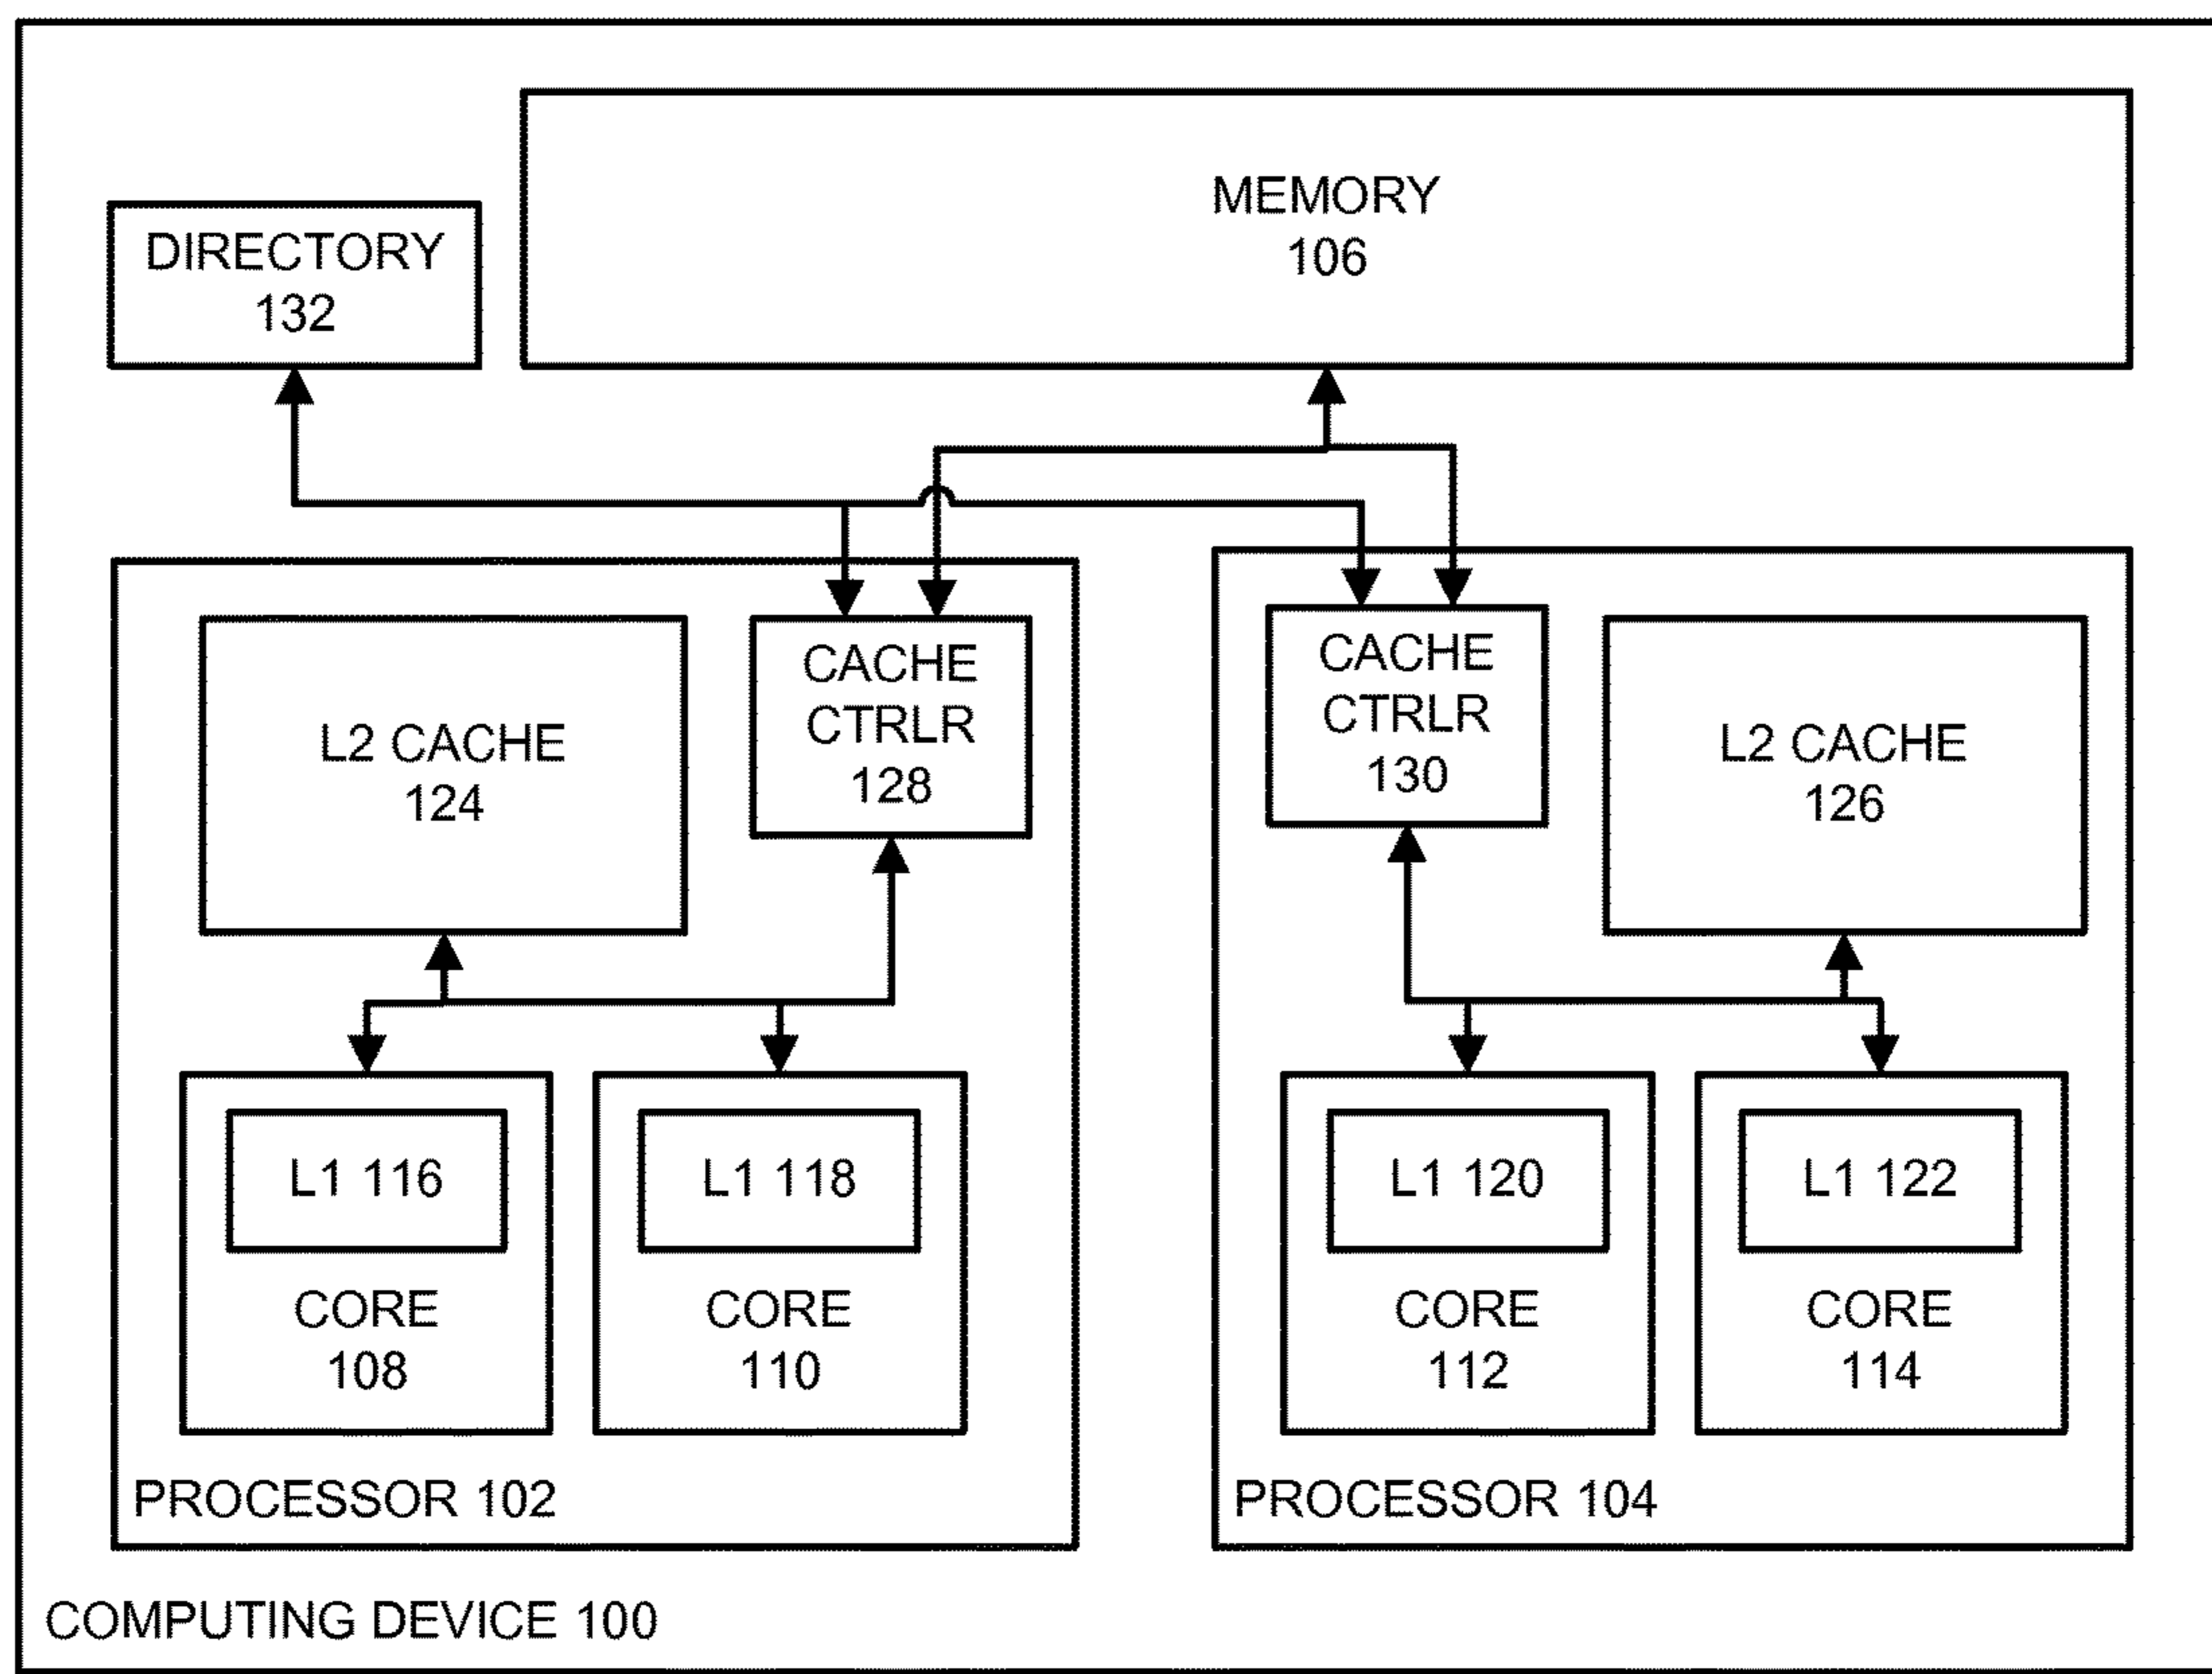 MEMORY
106
DIRECTORY
132
L2 CACHE
124
CACHE
CTRLR
128
CACHE
CTRLR
130
L2 CACHE
126
L1 116
CORE
108
L1 118
CORE
110
L1 120
CORE
112
L1 122
CORE
114
PROCESSOR 102
PROCESSOR 104
COMPUTING DEVICE 100